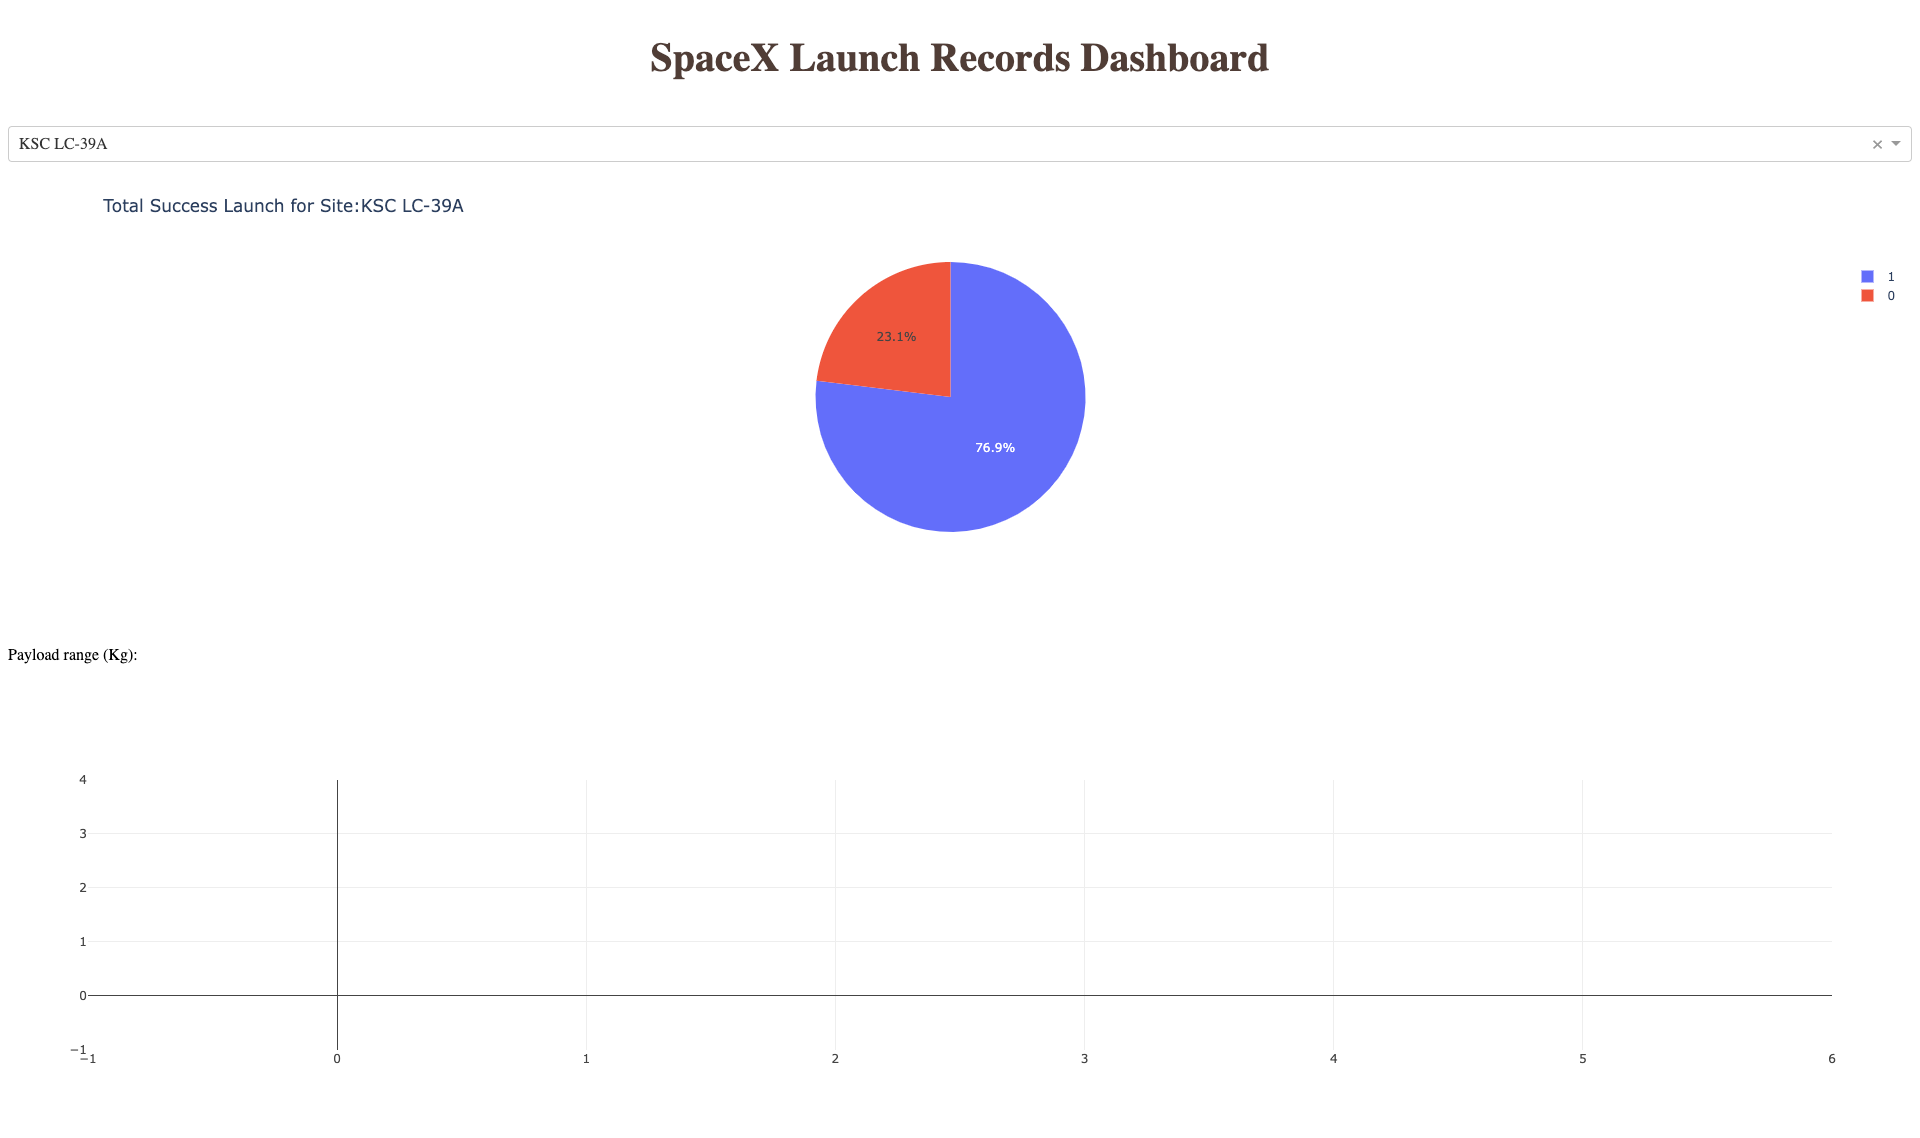 SpaceX Launch Records Dashboard
KSC LC-39A
Total Success Launch for Site:KSC LC-39A
1
0
23.1%
76.9%
Payload range (Kg):
4
3
2
1
0
−1
−1 0 1 2 3 4 5 6